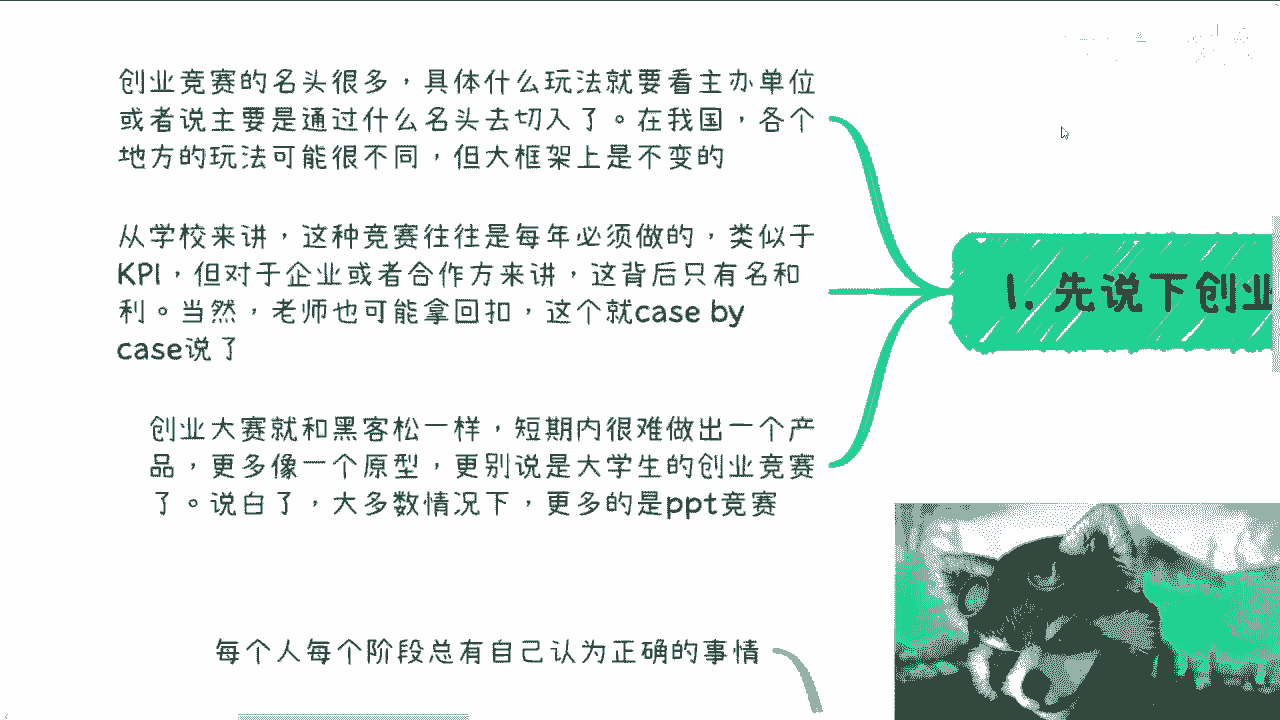 创业竞赛的名头很多，具体什么玩法就要看主办单位
或者说主要是通过什么名头去切入了。在我国，各个
地方的玩法可能很不同，但大框架上是不变的
从学校来讲，这种竞赛往往是每年必须做的，类似于
KPI，但对于企业或者合作方来讲，这背后只有名和
利。当然，老师也可能拿回扣，这个就case by
case说了
创业大赛就和黑客松一样，短期内很难做出一个产
品，更多像一个原型，更别说是大学生的创业竞赛
了。说白了，大多数情况下，更多的是ppt竞赛
1. 先说下创业
每个人每个阶段总有自己认为正确的事情